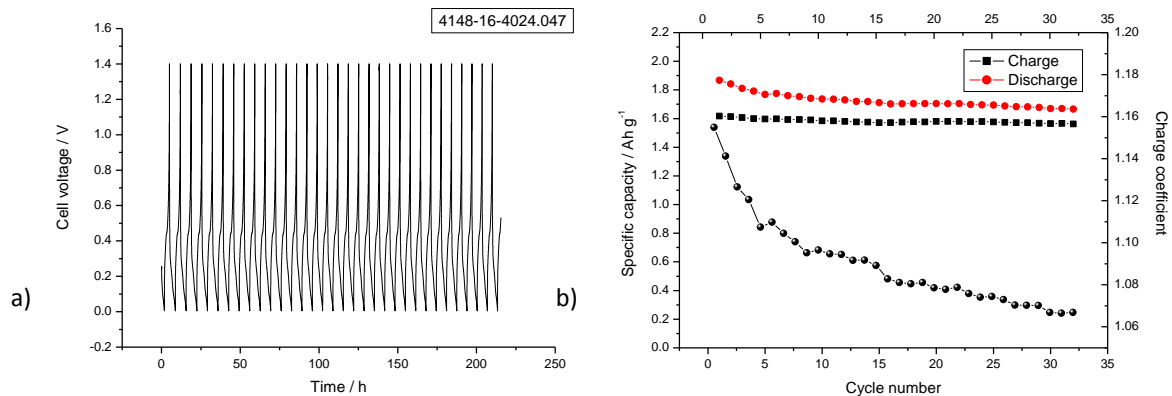 4148-16-4024.047
1.6
1.4
1.2
1.0
0.8
0.6
0.4
0.2
0.0
-0.2
Cell voltage / V
0 50 100 150 200 250
Time / h
a)
0 5 10 15 20 25 30 35
2.2
2.0
1.8
1.6
1.4
1.2
1.0
0.8
0.6
0.4
0.2
0.0
Specific capacity / Ah g-1
Charge
Discharge
1.20
1.18
1.16
1.14
1.12
1.10
1.08
1.06
Charge coefficient
0 5 10 15 20 25 30 35
Cycle number
b)